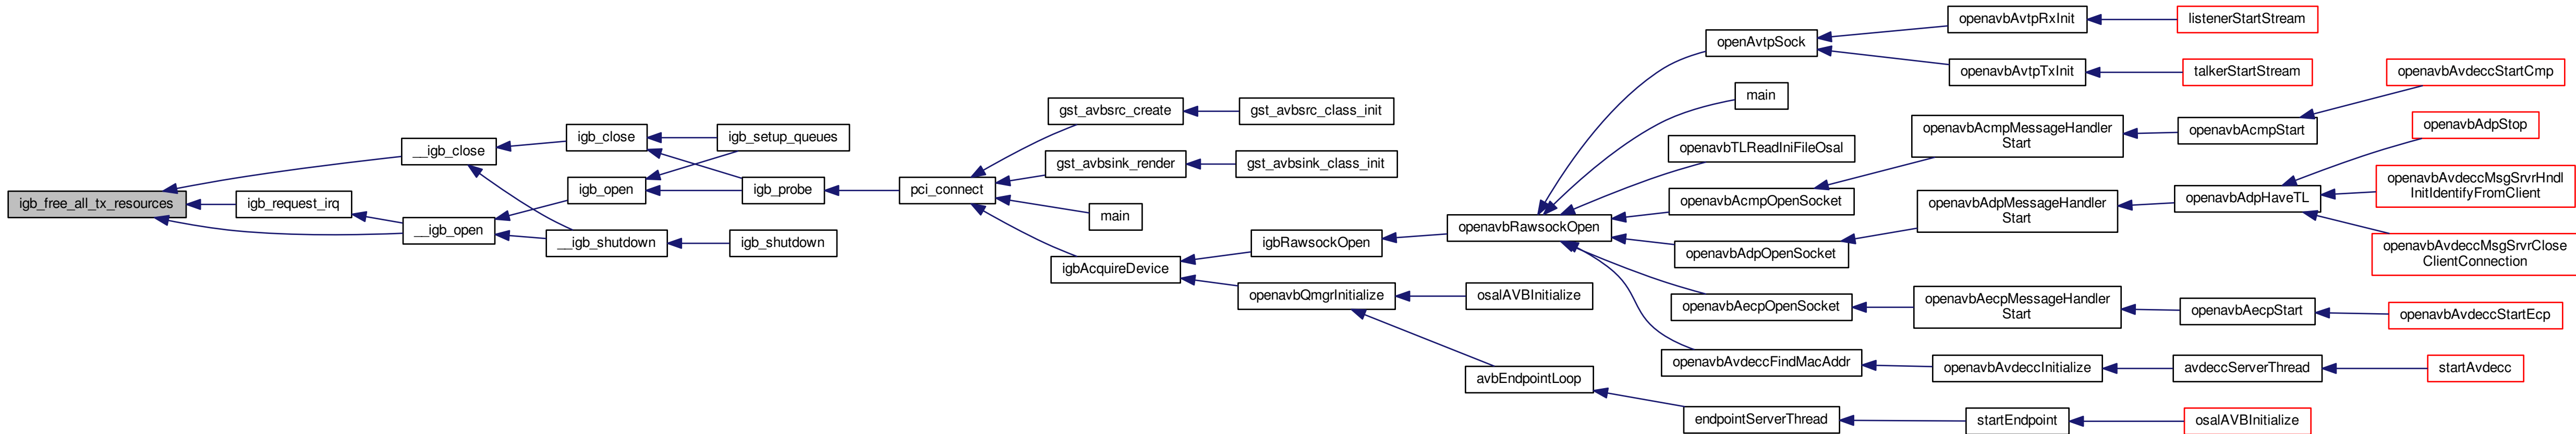 igb_free_all_tx_resources
__igb_close
igb_request_irq
__igb_open
igb_close
igb_open
__igb_shutdown
igb_setup_queues
igb_probe
igb_shutdown
pci_connect
gst_avbsrc_create
gst_avbsink_render
main
igbAcquireDevice
gst_avbsrc_class_init
gst_avbsink_class_init
igbRawsockOpen
openavbQmgrInitialize
openavbRawsockOpen
osalAVBInitialize
avbEndpointLoop
openAvtpSock
main
openavbTLReadIniFileOsal
openavbAcmpOpenSocket
openavbAdpOpenSocket
openavbAecpOpenSocket
openavbAvdeccFindMacAddr
endpointServerThread
openavbAvtpRxInit
openavbAvtpTxInit
openavbAcmpMessageHandler
Start
openavbAdpMessageHandler
Start
openavbAecpMessageHandler
Start
openavbAvdeccInitialize
startEndpoint
listenerStartStream
talkerStartStream
openavbAcmpStart
openavbAdpHaveTL
openavbAecpStart
avdeccServerThread
osalAVBInitialize
openavbAvdeccStartCmp
openavbAdpStop
openavbAvdeccMsgSrvrHndl
InitIdentifyFromClient
openavbAvdeccMsgSrvrClose
ClientConnection
openavbAvdeccStartEcp
startAvdecc